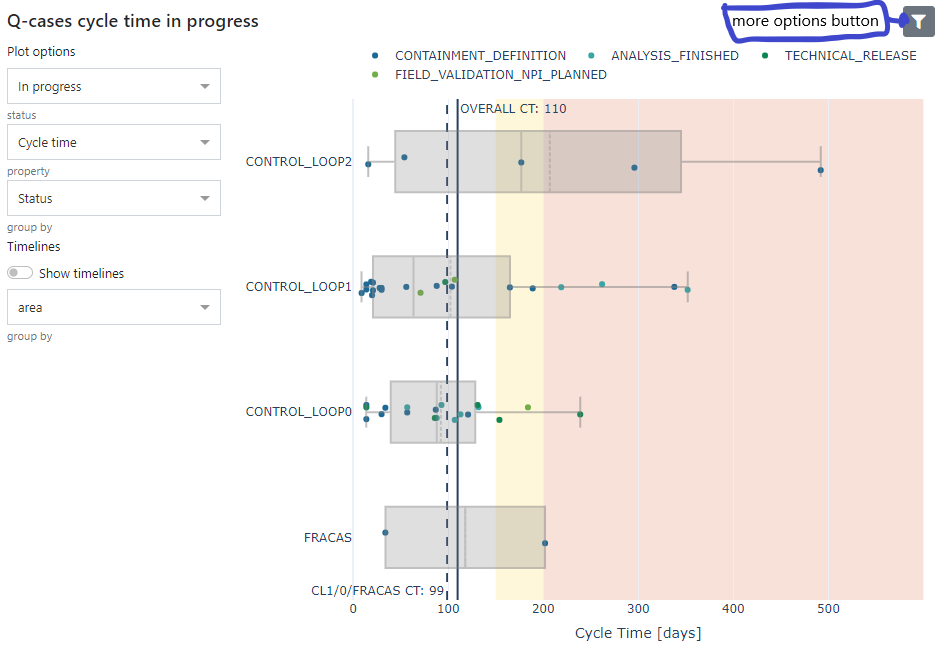 Q-cases cycle time in progress
more options button
Plot options
In progress
status
Cycle time
property
Status
group by
Timelines
Show timelines
area
group by
CONTAINMENT_DEFINITION ANALYSIS_FINISHED TECHNICAL_RELEASE
FIELD_VALIDATION_NPI_PLANNED
OVERALL CT: 110
CONTROL_LOOP2
CONTROL_LOOP1
CONTROL_LOOP0
FRACAS
CL1/0/FRACAS CT: 99
0 100 200 300 400 500
Cycle Time [days]